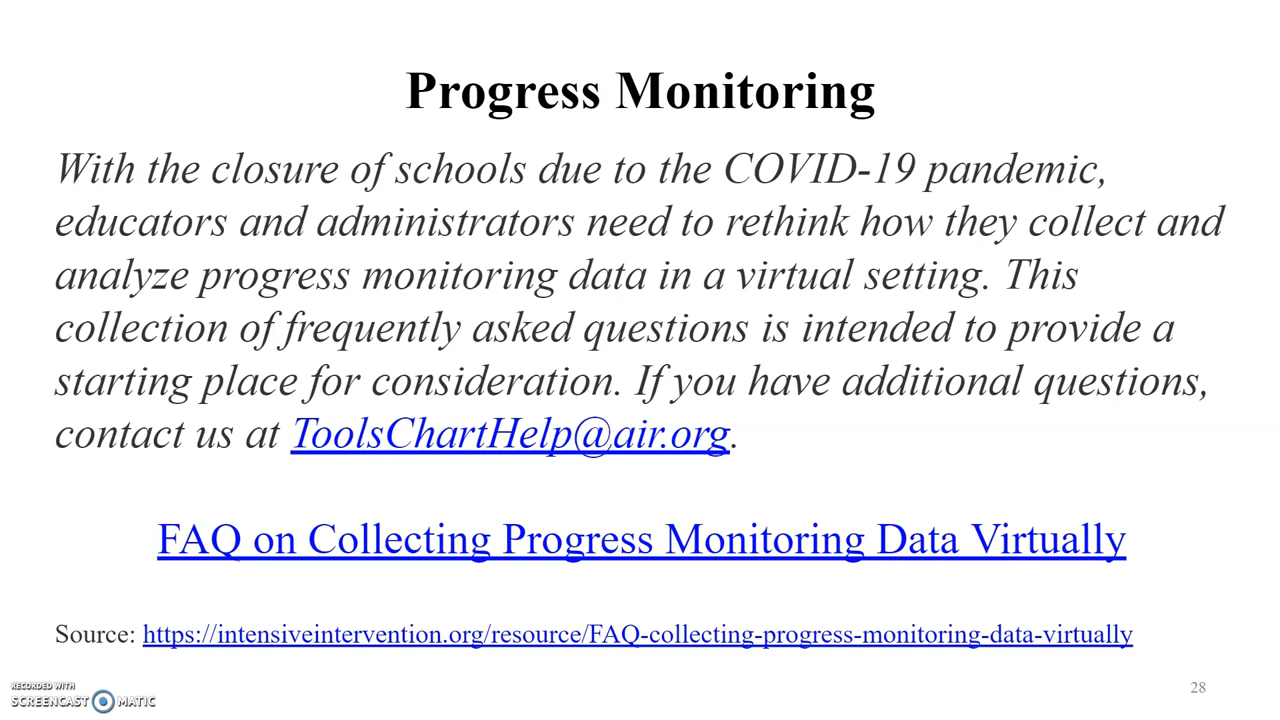 Progress Monitoring
With the closure of schools due to the COVID-19 pandemic,
educators and administrators need to rethink how they collect and
analyze progress monitoring data in a virtual setting. This
collection of frequently asked questions is intended to provide a
starting place for consideration. If you have additional questions,
contact us at ToolsChartHelp@air.org.
FAQ on Collecting Progress Monitoring Data Virtually
Source: https://intensiveintervention.org/resource/FAQ-collecting-progress-monitoring-data-virtually
RECORDED WITH
SCREENCAST MATIC
28